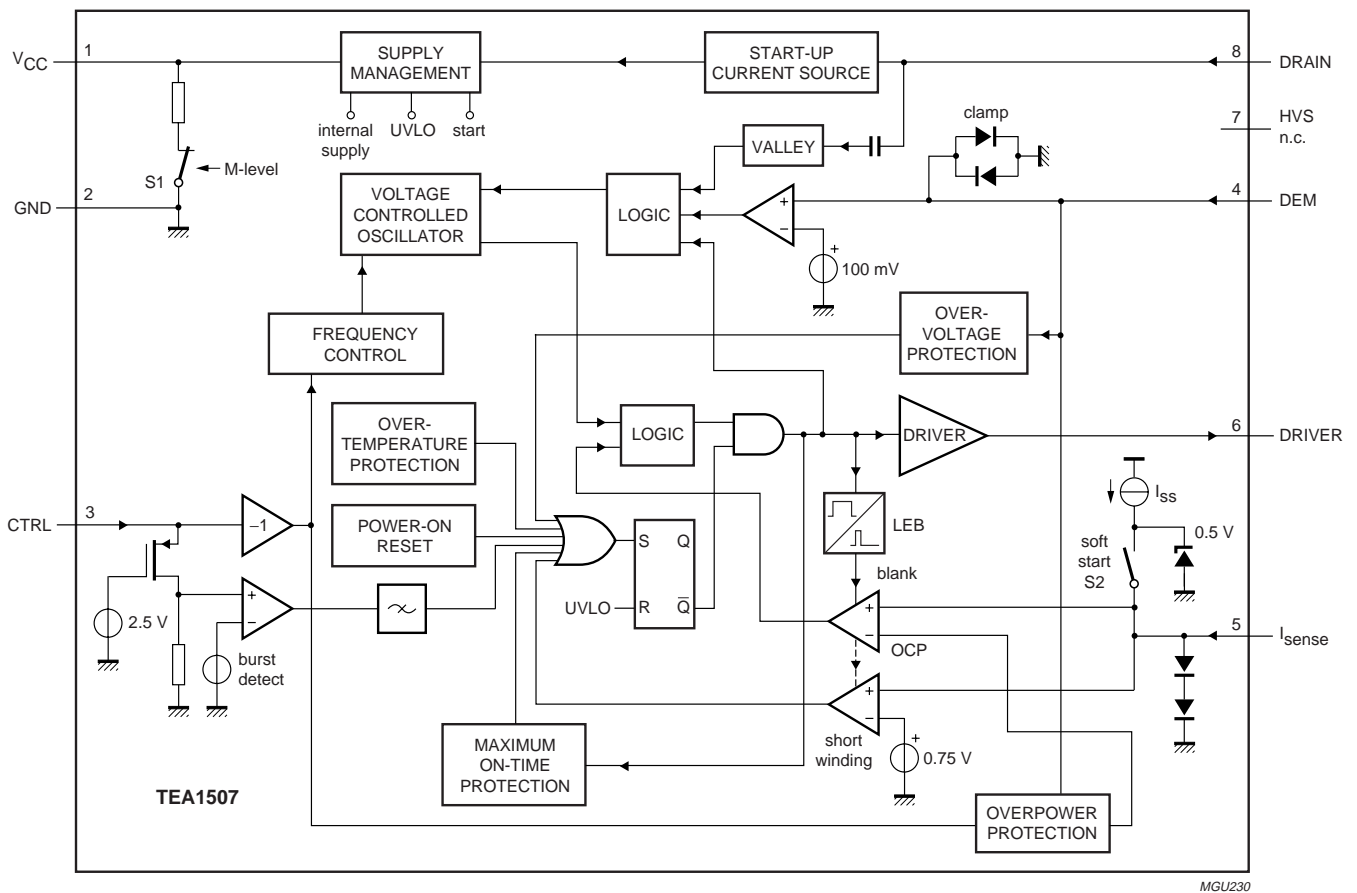 VCC
1
SUPPLY
MANAGEMENT
START-UP
CURRENT SOURCE
8
DRAIN
internal
supply
UVLO
start
clamp
7
HVS
n.c.
VALLEY
S1
M-level
GND
2
VOLTAGE
CONTROLLED
OSCILLATOR
LOGIC
+
−
4
DEM
+
100 mV
FREQUENCY
CONTROL
OVER-
VOLTAGE
PROTECTION
OVER-
TEMPERATURE
PROTECTION
LOGIC
DRIVER
6
DRIVER
Iss
CTRL
3
−1
POWER-ON
RESET
S
Q
LEB
0.5 V
soft
start
S2
blank
2.5 V
+
−
UVLO
R
Q̅
+
−
5
Isense
burst
detect
OCP
+
−
short
winding
+
0.75 V
MAXIMUM
ON-TIME
PROTECTION
TEA1507
OVERPOWER
PROTECTION
MGU230